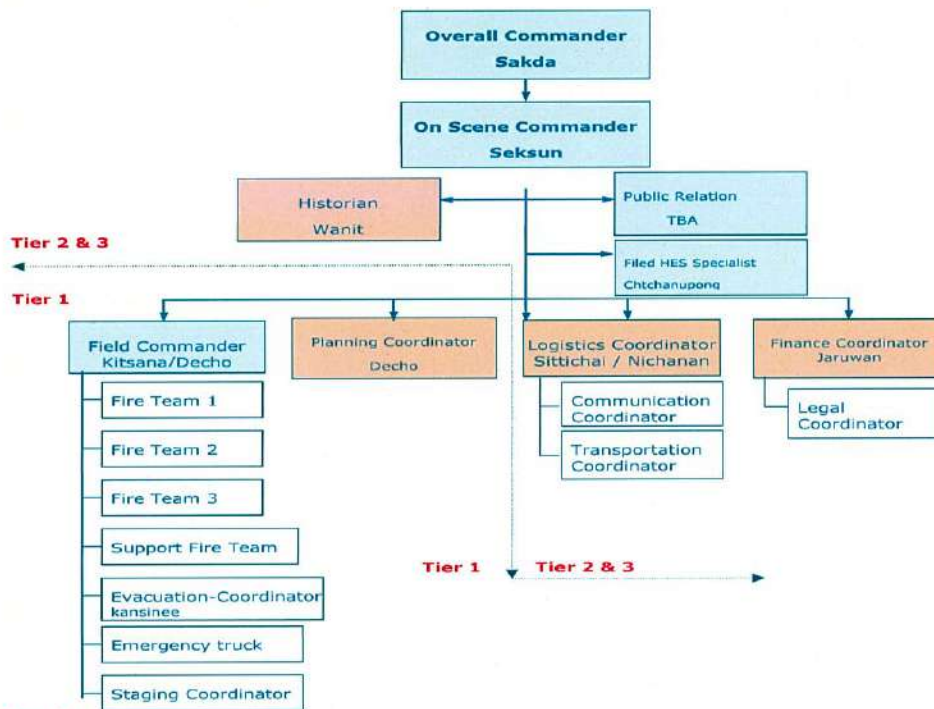 Overall Commander
Sakda
On Scene Commander
Seksun
Historian
Wanit
Public Relation
TBA
Tier 2 & 3
Filed HES Specialist
Chtchanupong
Tier 1
Field Commander
Kitsana/Decho
Planning Coordinator
Decho
Logistics Coordinator
Sittichai / Nichanan
Finance Coordinator
Jaruwan
Fire Team 1
Fire Team 2
Fire Team 3
Support Fire Team
Evacuation-Coordinator
kansinee
Emergency truck
Staging Coordinator
Communication
Coordinator
Transportation
Coordinator
Legal
Coordinator
Tier 1
Tier 2 & 3